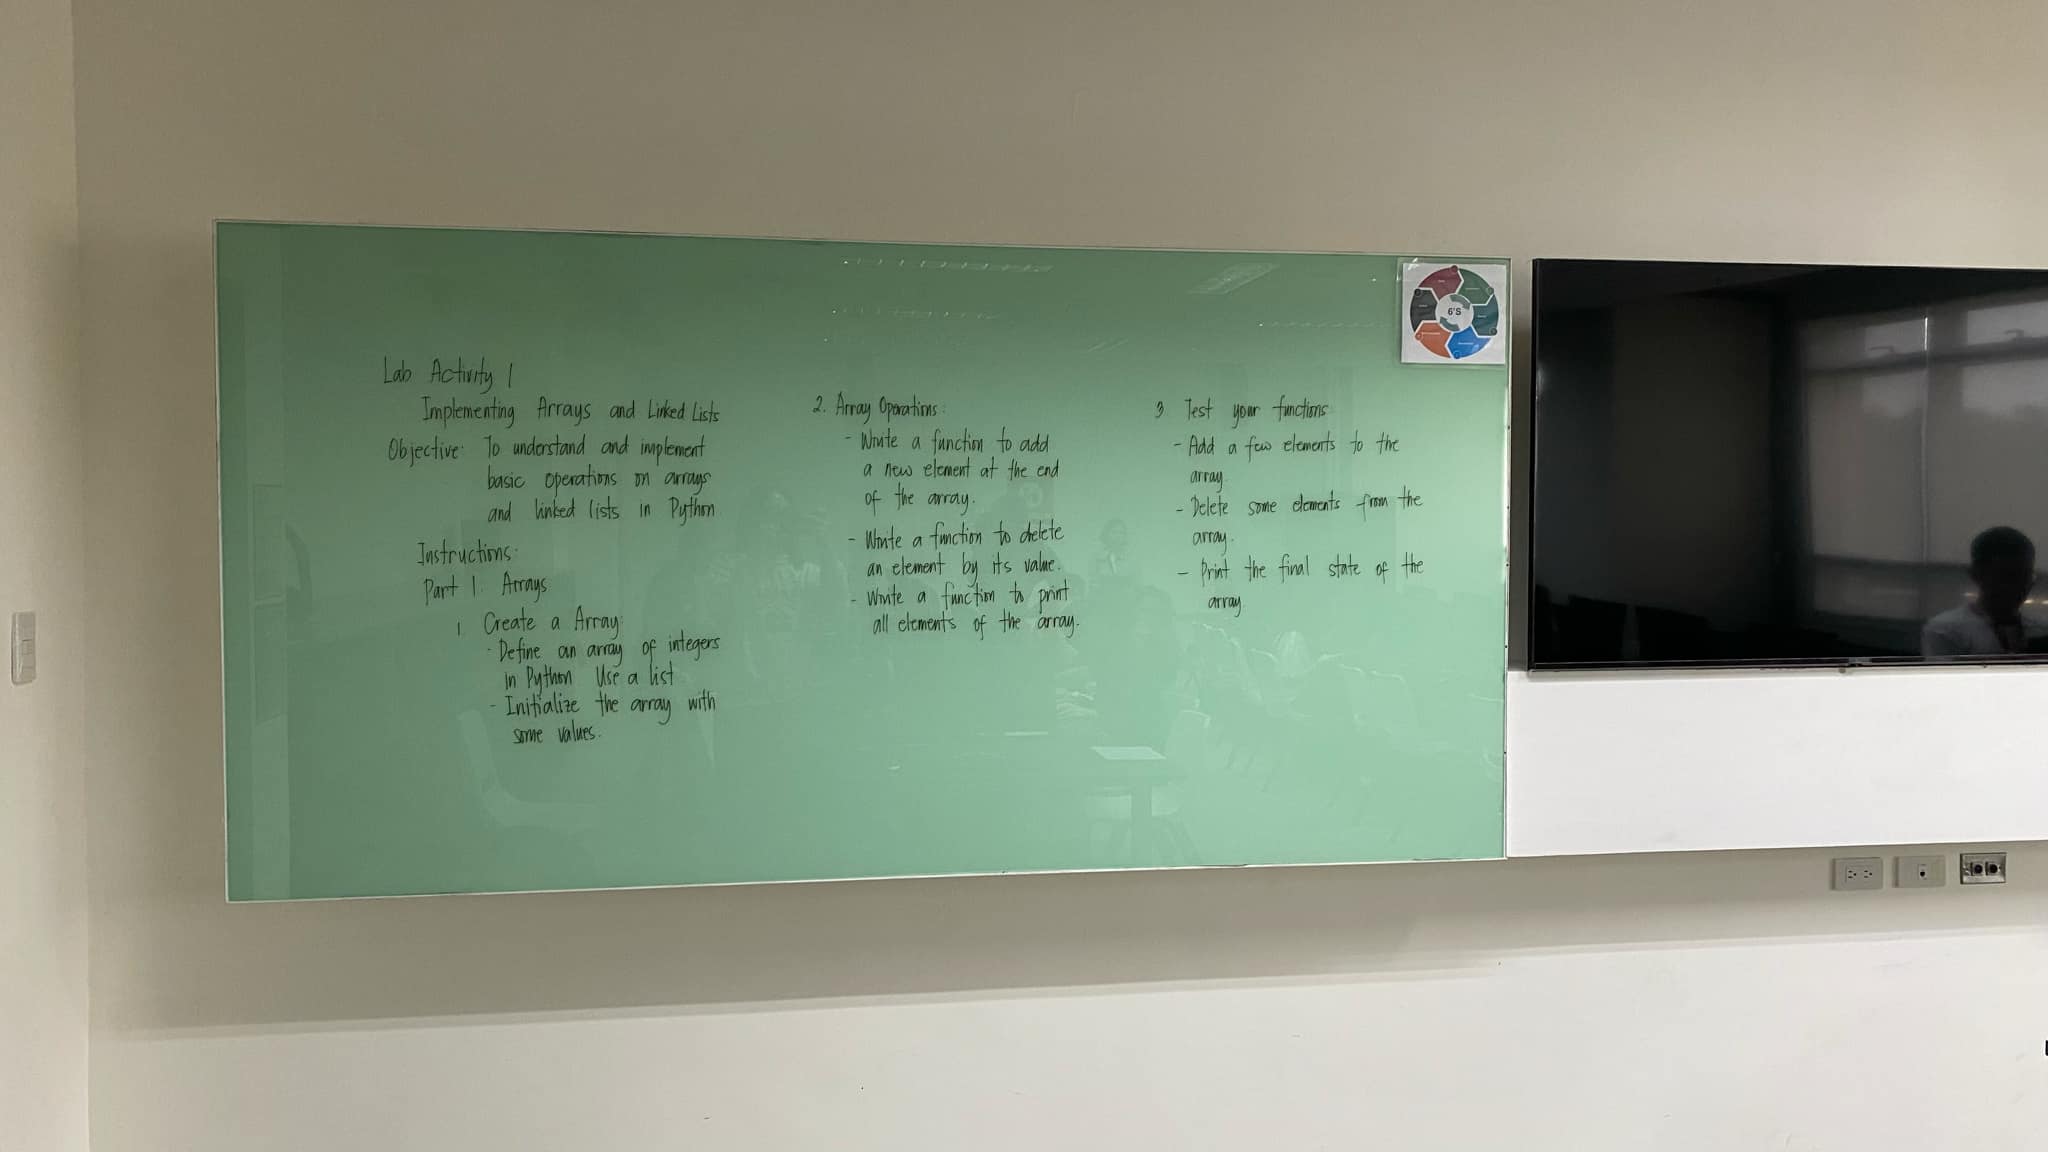 Lab Activity 1
Implementing Arrays and Linked Lists
Objective: To understand and implement
basic operations on arrays
and linked lists in Python
Instructions:
Part 1. Arrays
1. Create a Array:
- Define an array of integers
in Python Use a list
- Initialize the array with
some values.
2. Array Operations:
- Write a function to add
a new element at the end
of the array.
- Write a function to delete
an element by its value.
- Write a function to print
all elements of the array.
3 Test your functions:
- Add a few elements to the
array.
- Delete some elements from the
array.
- Print the final state of the
array.
6'S